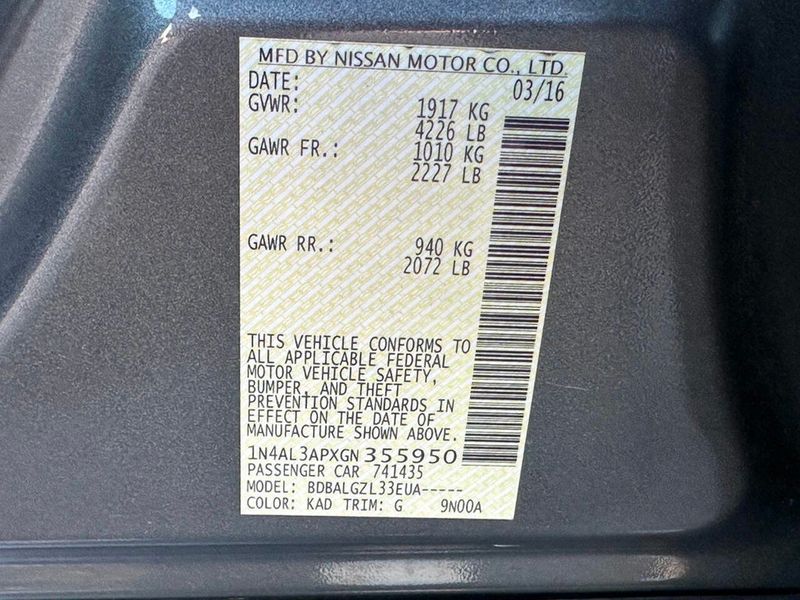 MFD BY NISSAN MOTOR CO., LTD.
DATE: 03/16
GVWR: 1917 KG
4226 LB
GAWR FR.: 1010 KG
2227 LB
GAWR RR.: 940 KG
2072 LB
THIS VEHICLE CONFORMS TO
ALL APPLICABLE FEDERAL
MOTOR VEHICLE SAFETY,
BUMPER, AND THEFT
PREVENTION STANDARDS IN
EFFECT ON THE DATE OF
MANUFACTURE SHOWN ABOVE.
1N4AL3APXGN355950
PASSENGER CAR 741435
MODEL: BDBALGZL33EUA-----
COLOR: KAD TRIM: G 9N00A